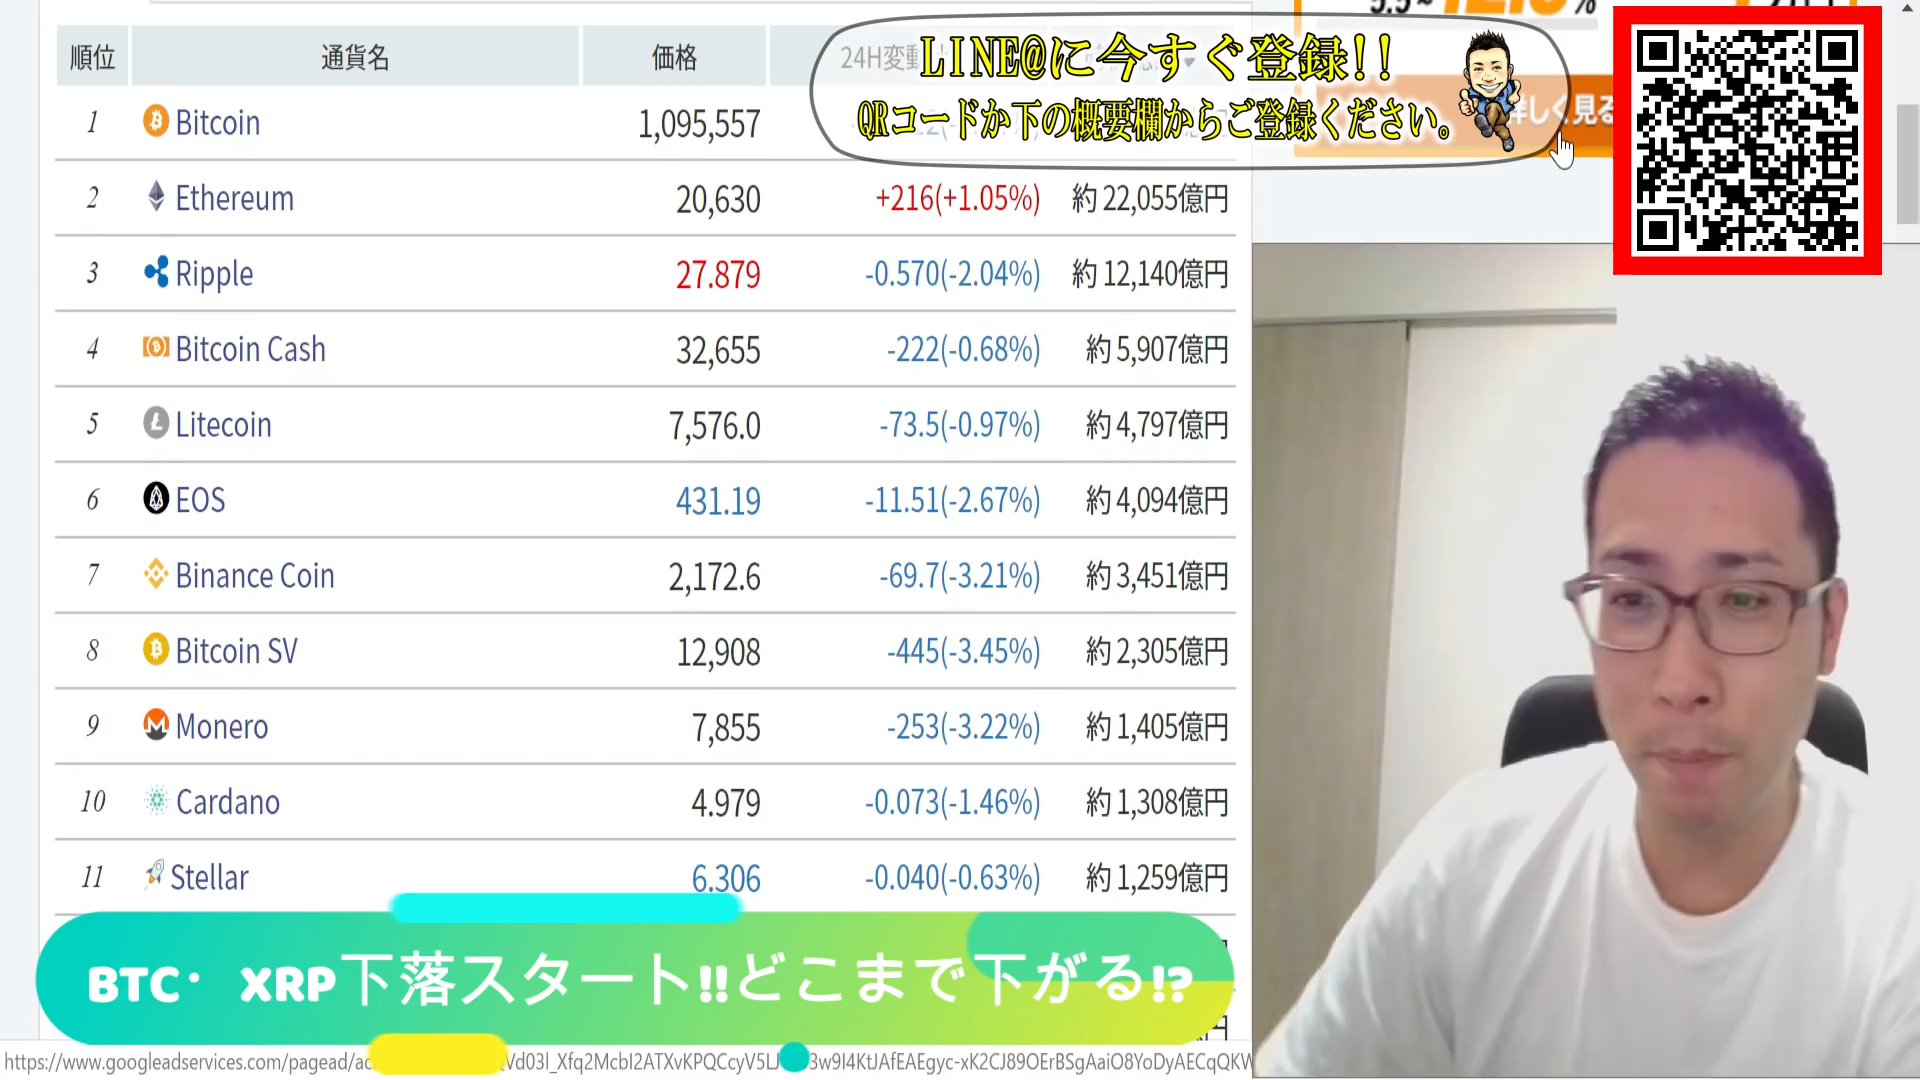 順位 通貨名 価格 24H変動
LINE@に今すぐ登録!!
QRコードか下の概要欄からご登録ください。
詳しく見る
1 Bitcoin 1,095,557
2 Ethereum 20,630 +216(+1.05%) 約 22,055億円
3 Ripple 27.879 -0.570(-2.04%) 約 12,140億円
4 Bitcoin Cash 32,655 -222(-0.68%) 約 5,907億円
5 Litecoin 7,576.0 -73.5(-0.97%) 約 4,797億円
6 EOS 431.19 -11.51(-2.67%) 約 4,094億円
7 Binance Coin 2,172.6 -69.7(-3.21%) 約 3,451億円
8 Bitcoin SV 12,908 -445(-3.45%) 約 2,305億円
9 Monero 7,855 -253(-3.22%) 約 1,405億円
10 Cardano 4.979 -0.073(-1.46%) 約 1,308億円
11 Stellar 6.306 -0.040(-0.63%) 約 1,259億円
BTC・XRP下落スタート!!どこまで下がる!?
https://www.googleadservices.com/pagead/ac